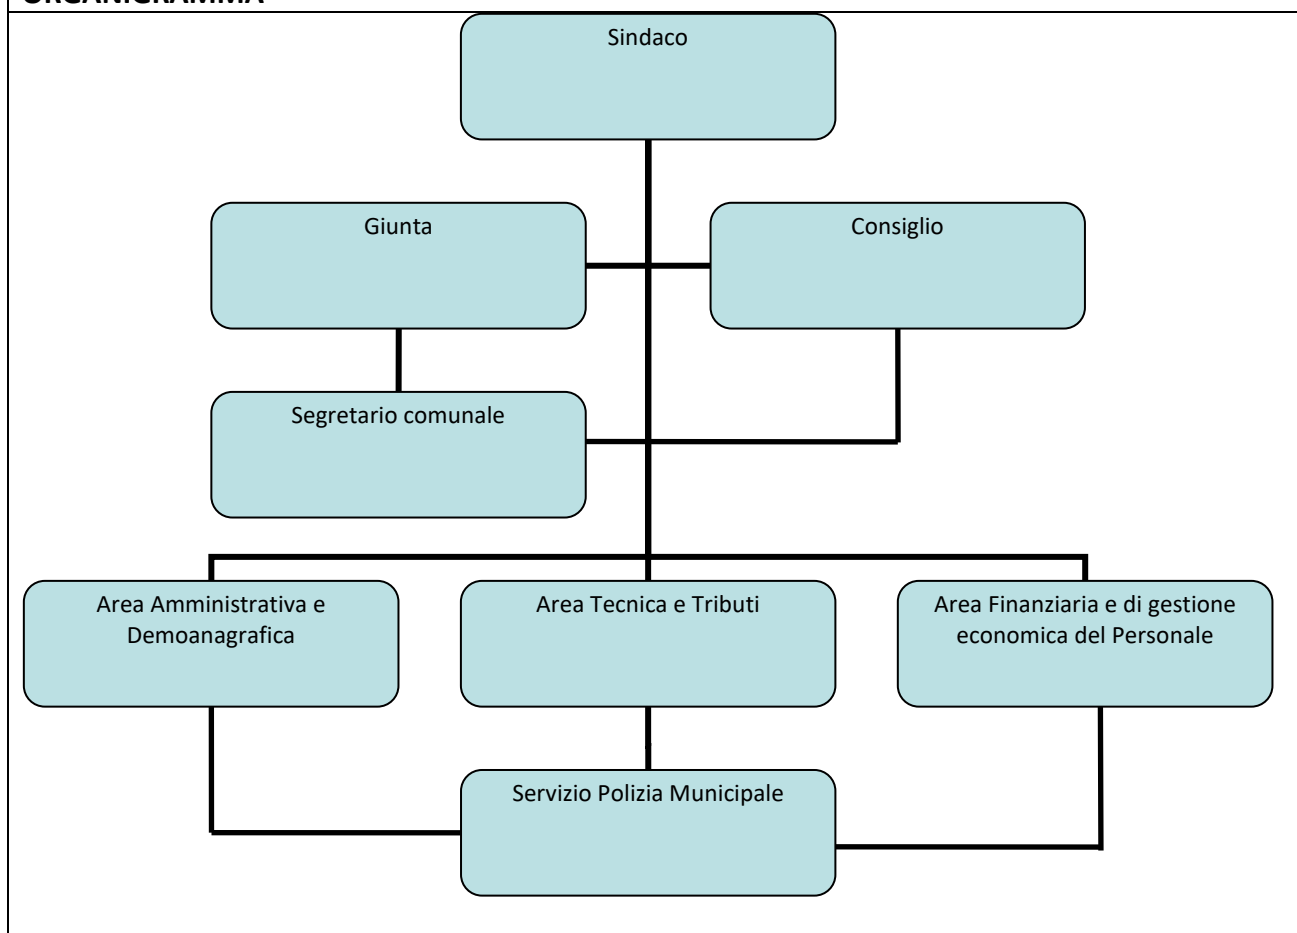 ORGANIGRAMMA
Sindaco
Giunta
Consiglio
Segretario comunale
Area Amministrativa e
Demoanagrafica
Area Tecnica e Tributi
Area Finanziaria e di gestione
economica del Personale
Servizio Polizia Municipale